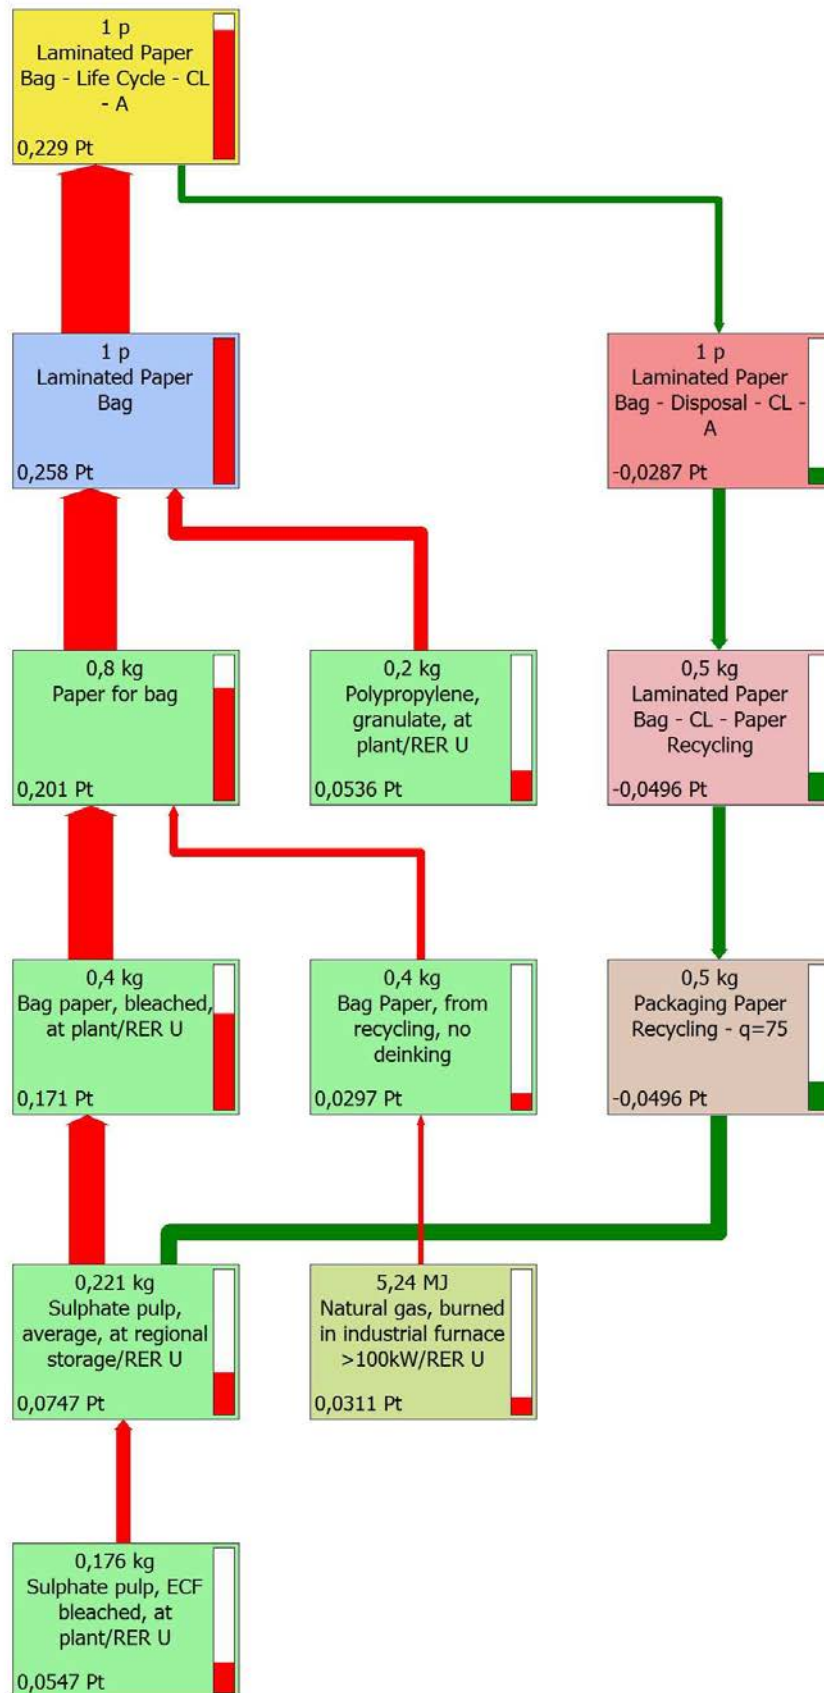 1 p
Laminated Paper
Bag - Life Cycle - CL
- A
0,229 Pt
1 p
Laminated Paper
Bag
0,258 Pt
1 p
Laminated Paper
Bag - Disposal - CL -
A
-0,0287 Pt
0,8 kg
Paper for bag
0,201 Pt
0,2 kg
Polypropylene,
granulate, at
plant/RER U
0,0536 Pt
0,5 kg
Laminated Paper
Bag - CL - Paper
Recycling
-0,0496 Pt
0,4 kg
Bag paper, bleached,
at plant/RER U
0,171 Pt
0,4 kg
Bag Paper, from
recycling, no
deinking
0,0297 Pt
0,5 kg
Packaging Paper
Recycling - q=75
-0,0496 Pt
0,221 kg
Sulphate pulp,
average, at regional
storage/RER U
0,0747 Pt
5,24 MJ
Natural gas, burned
in industrial furnace
>100kW/RER U
0,0311 Pt
0,176 kg
Sulphate pulp, ECF
bleached, at
plant/RER U
0,0547 Pt